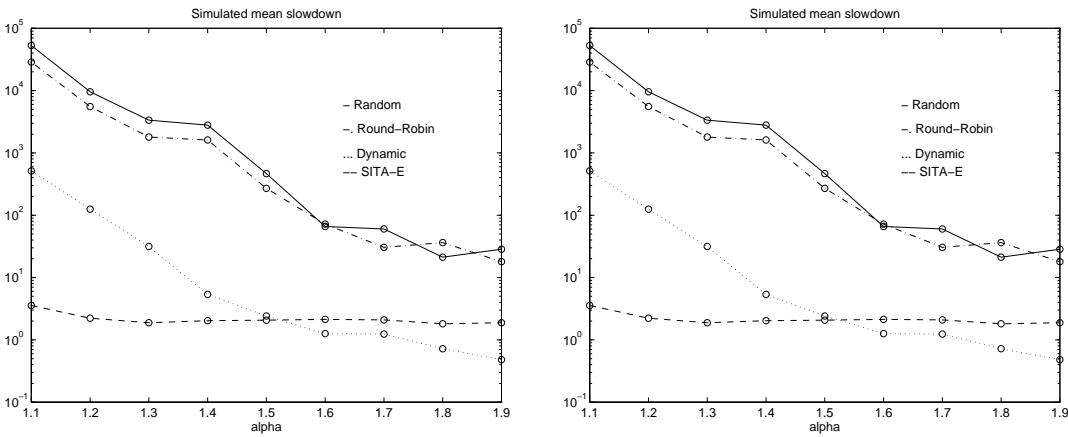 Simulated mean slowdown
10^5
10^4
10^3
10^2
10^1
10^0
10^−1
– Random
–. Round−Robin
... Dynamic
−− SITA−E
1.1 1.2 1.3 1.4 1.5 1.6 1.7 1.8 1.9
alpha
Simulated mean slowdown
10^5
10^4
10^3
10^2
10^1
10^0
10^−1
– Random
–. Round−Robin
... Dynamic
−− SITA−E
1.1 1.2 1.3 1.4 1.5 1.6 1.7 1.8 1.9
alpha